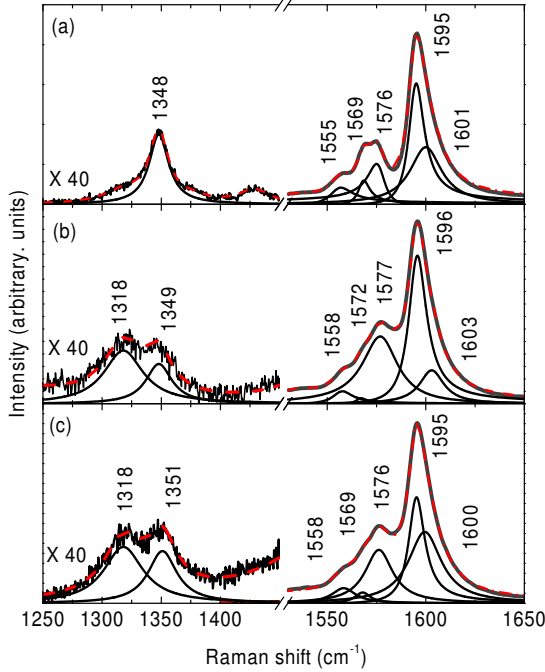 (a)
1348
X 40
1555
1569
1576
1595
1601
(b)
1318
1349
X 40
1558
1572
1577
1596
1603
(c)
1318
1351
X 40
1558
1569
1576
1595
1600
Intensity (arbitrary. units)
1250 1300 1350 1400 1550 1600 1650
Raman shift (cm⁻¹)